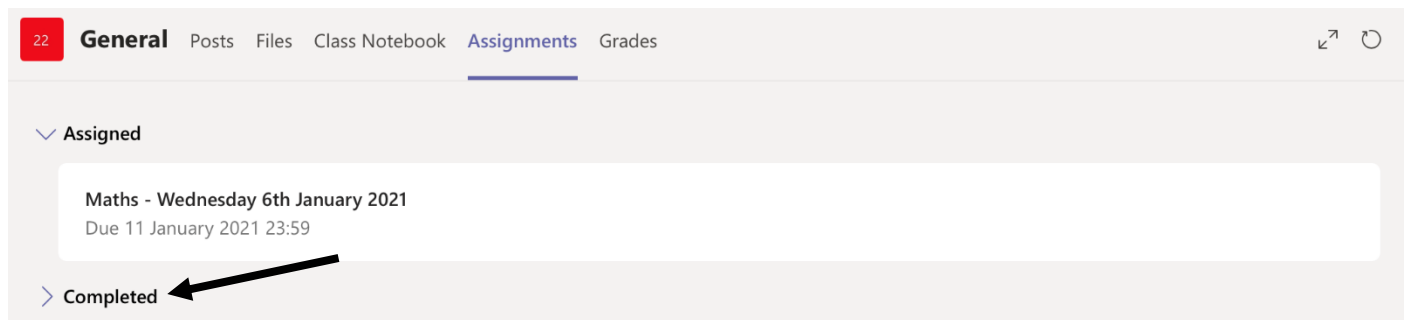 22 General Posts Files Class Notebook Assignments Grades
Assigned
Maths - Wednesday 6th January 2021
Due 11 January 2021 23:59
Completed